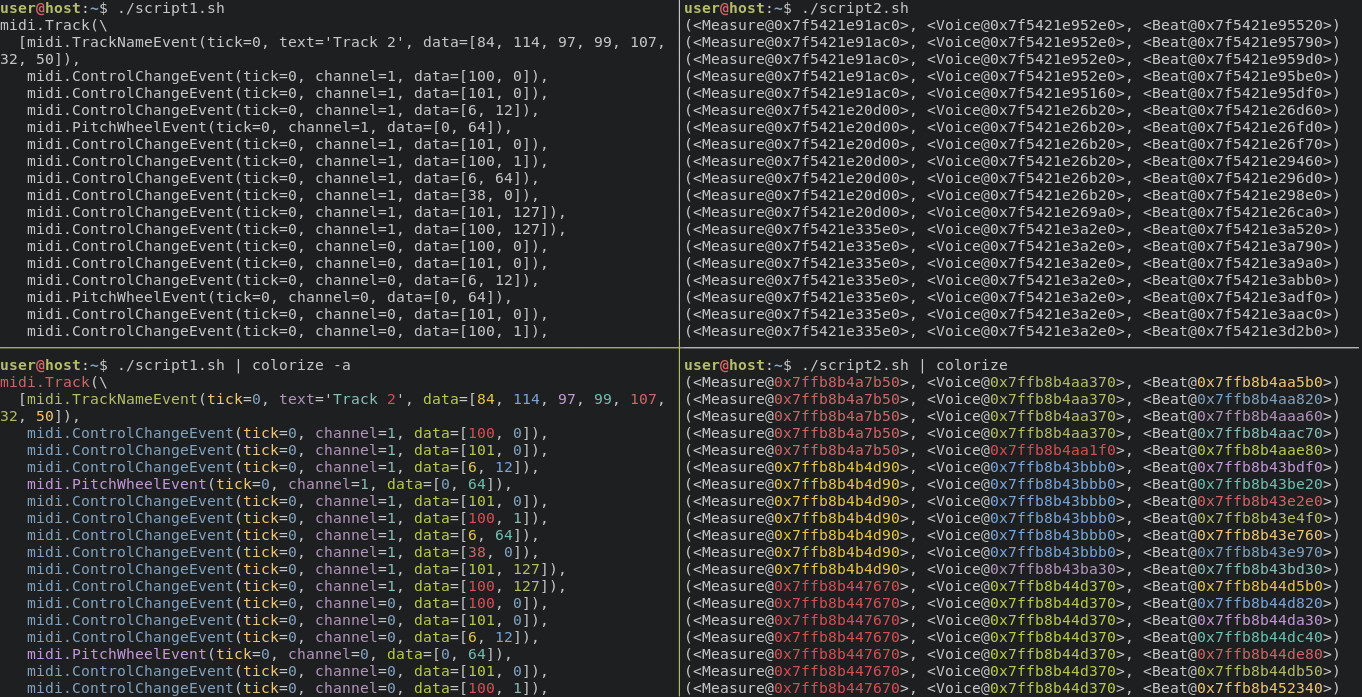 user@host:~$ ./script1.sh
midi.Track(\
  [midi.TrackNameEvent(tick=0, text='Track 2', data=[84, 114, 97, 99, 107,
32, 50]),
   midi.ControlChangeEvent(tick=0, channel=1, data=[100, 0]),
   midi.ControlChangeEvent(tick=0, channel=1, data=[101, 0]),
   midi.ControlChangeEvent(tick=0, channel=1, data=[6, 12]),
   midi.PitchWheelEvent(tick=0, channel=1, data=[0, 64]),
   midi.ControlChangeEvent(tick=0, channel=1, data=[101, 0]),
   midi.ControlChangeEvent(tick=0, channel=1, data=[100, 1]),
   midi.ControlChangeEvent(tick=0, channel=1, data=[6, 64]),
   midi.ControlChangeEvent(tick=0, channel=1, data=[38, 0]),
   midi.ControlChangeEvent(tick=0, channel=1, data=[101, 127]),
   midi.ControlChangeEvent(tick=0, channel=1, data=[100, 127]),
   midi.ControlChangeEvent(tick=0, channel=0, data=[100, 0]),
   midi.ControlChangeEvent(tick=0, channel=0, data=[101, 0]),
   midi.ControlChangeEvent(tick=0, channel=0, data=[6, 12]),
   midi.PitchWheelEvent(tick=0, channel=0, data=[0, 64]),
   midi.ControlChangeEvent(tick=0, channel=0, data=[101, 0]),
   midi.ControlChangeEvent(tick=0, channel=0, data=[100, 1]),
user@host:~$ ./script2.sh
(<Measure@0x7f5421e91ac0>, <Voice@0x7f5421e952e0>, <Beat@0x7f5421e95520>)
(<Measure@0x7f5421e91ac0>, <Voice@0x7f5421e952e0>, <Beat@0x7f5421e95790>)
(<Measure@0x7f5421e91ac0>, <Voice@0x7f5421e952e0>, <Beat@0x7f5421e959d0>)
(<Measure@0x7f5421e91ac0>, <Voice@0x7f5421e952e0>, <Beat@0x7f5421e95be0>)
(<Measure@0x7f5421e91ac0>, <Voice@0x7f5421e95160>, <Beat@0x7f5421e95df0>)
(<Measure@0x7f5421e20d00>, <Voice@0x7f5421e26b20>, <Beat@0x7f5421e26d60>)
(<Measure@0x7f5421e20d00>, <Voice@0x7f5421e26b20>, <Beat@0x7f5421e26fd0>)
(<Measure@0x7f5421e20d00>, <Voice@0x7f5421e26b20>, <Beat@0x7f5421e26f70>)
(<Measure@0x7f5421e20d00>, <Voice@0x7f5421e26b20>, <Beat@0x7f5421e29460>)
(<Measure@0x7f5421e20d00>, <Voice@0x7f5421e26b20>, <Beat@0x7f5421e296d0>)
(<Measure@0x7f5421e20d00>, <Voice@0x7f5421e26b20>, <Beat@0x7f5421e298e0>)
(<Measure@0x7f5421e20d00>, <Voice@0x7f5421e269a0>, <Beat@0x7f5421e26ca0>)
(<Measure@0x7f5421e335e0>, <Voice@0x7f5421e3a2e0>, <Beat@0x7f5421e3a520>)
(<Measure@0x7f5421e335e0>, <Voice@0x7f5421e3a2e0>, <Beat@0x7f5421e3a790>)
(<Measure@0x7f5421e335e0>, <Voice@0x7f5421e3a2e0>, <Beat@0x7f5421e3a9a0>)
(<Measure@0x7f5421e335e0>, <Voice@0x7f5421e3a2e0>, <Beat@0x7f5421e3abb0>)
(<Measure@0x7f5421e335e0>, <Voice@0x7f5421e3a2e0>, <Beat@0x7f5421e3adf0>)
(<Measure@0x7f5421e335e0>, <Voice@0x7f5421e3a2e0>, <Beat@0x7f5421e3aac0>)
(<Measure@0x7f5421e335e0>, <Voice@0x7f5421e3a2e0>, <Beat@0x7f5421e3d2b0>)
user@host:~$ ./script1.sh | colorize -a
midi.Track(\
  [midi.TrackNameEvent(tick=0, text='Track 2', data=[84, 114, 97, 99, 107,
32, 50]),
   midi.ControlChangeEvent(tick=0, channel=1, data=[100, 0]),
   midi.ControlChangeEvent(tick=0, channel=1, data=[101, 0]),
   midi.ControlChangeEvent(tick=0, channel=1, data=[6, 12]),
   midi.PitchWheelEvent(tick=0, channel=1, data=[0, 64]),
   midi.ControlChangeEvent(tick=0, channel=1, data=[101, 0]),
   midi.ControlChangeEvent(tick=0, channel=1, data=[100, 1]),
   midi.ControlChangeEvent(tick=0, channel=1, data=[6, 64]),
   midi.ControlChangeEvent(tick=0, channel=1, data=[38, 0]),
   midi.ControlChangeEvent(tick=0, channel=1, data=[101, 127]),
   midi.ControlChangeEvent(tick=0, channel=1, data=[100, 127]),
   midi.ControlChangeEvent(tick=0, channel=0, data=[100, 0]),
   midi.ControlChangeEvent(tick=0, channel=0, data=[101, 0]),
   midi.ControlChangeEvent(tick=0, channel=0, data=[6, 12]),
   midi.PitchWheelEvent(tick=0, channel=0, data=[0, 64]),
   midi.ControlChangeEvent(tick=0, channel=0, data=[101, 0]),
   midi.ControlChangeEvent(tick=0, channel=0, data=[100, 1]),
user@host:~$ ./script2.sh | colorize
(<Measure@0x7ffb8b4a7b50>, <Voice@0x7ffb8b4aa370>, <Beat@0x7ffb8b4aa5b0>)
(<Measure@0x7ffb8b4a7b50>, <Voice@0x7ffb8b4aa370>, <Beat@0x7ffb8b4aa820>)
(<Measure@0x7ffb8b4a7b50>, <Voice@0x7ffb8b4aa370>, <Beat@0x7ffb8b4aaa60>)
(<Measure@0x7ffb8b4a7b50>, <Voice@0x7ffb8b4aa370>, <Beat@0x7ffb8b4aac70>)
(<Measure@0x7ffb8b4a7b50>, <Voice@0x7ffb8b4aa1f0>, <Beat@0x7ffb8b4aae80>)
(<Measure@0x7ffb8b4b4d90>, <Voice@0x7ffb8b43bbb0>, <Beat@0x7ffb8b43bdf0>)
(<Measure@0x7ffb8b4b4d90>, <Voice@0x7ffb8b43bbb0>, <Beat@0x7ffb8b43be20>)
(<Measure@0x7ffb8b4b4d90>, <Voice@0x7ffb8b43bbb0>, <Beat@0x7ffb8b43e2e0>)
(<Measure@0x7ffb8b4b4d90>, <Voice@0x7ffb8b43bbb0>, <Beat@0x7ffb8b43e4f0>)
(<Measure@0x7ffb8b4b4d90>, <Voice@0x7ffb8b43bbb0>, <Beat@0x7ffb8b43e760>)
(<Measure@0x7ffb8b4b4d90>, <Voice@0x7ffb8b43bbb0>, <Beat@0x7ffb8b43e970>)
(<Measure@0x7ffb8b4b4d90>, <Voice@0x7ffb8b43ba30>, <Beat@0x7ffb8b43bd30>)
(<Measure@0x7ffb8b447670>, <Voice@0x7ffb8b44d370>, <Beat@0x7ffb8b44d5b0>)
(<Measure@0x7ffb8b447670>, <Voice@0x7ffb8b44d370>, <Beat@0x7ffb8b44d820>)
(<Measure@0x7ffb8b447670>, <Voice@0x7ffb8b44d370>, <Beat@0x7ffb8b44da30>)
(<Measure@0x7ffb8b447670>, <Voice@0x7ffb8b44d370>, <Beat@0x7ffb8b44dc40>)
(<Measure@0x7ffb8b447670>, <Voice@0x7ffb8b44d370>, <Beat@0x7ffb8b44de80>)
(<Measure@0x7ffb8b447670>, <Voice@0x7ffb8b44d370>, <Beat@0x7ffb8b44db50>)
(<Measure@0x7ffb8b447670>, <Voice@0x7ffb8b44d370>, <Beat@0x7ffb8b452340>)